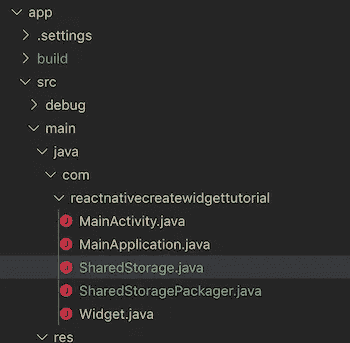 app
.settings
build
src
debug
main
java
com
reactnativecreatewidgettutorial
J MainActivity.java
J MainApplication.java
J SharedStorage.java
J SharedStoragePackager.java
J Widget.java
res